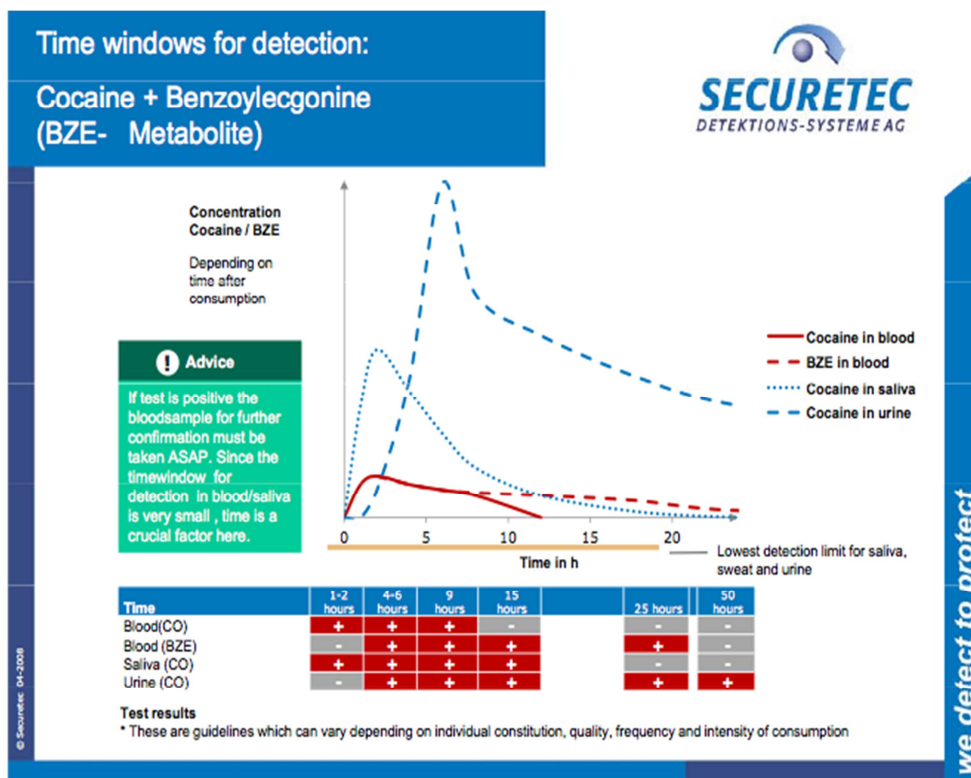 Time windows for detection:
Cocaine + Benzoylecgonine
(BZE- Metabolite)
SECURETEC
DETEKTIONS-SYSTEME AG
Concentration
Cocaine / BZE
Depending on
time after
consumption
! Advice
If test is positive the
bloodsample for further
confirmation must be
taken ASAP. Since the
timewindow for
detection in blood/saliva
is very small , time is a
crucial factor here.
Cocaine in blood
BZE in blood
Cocaine in saliva
Cocaine in urine
0 5 10 15 20
Time in h
Lowest detection limit for saliva,
sweat and urine
Time 1-2 hours 4-6 hours 9 hours 15 hours 25 hours 50 hours
Blood(CO) + + + - - -
Blood (BZE) - + + + + -
Saliva (CO) + + + + - -
Urine (CO) - + + + + +
Test results
* These are guidelines which can vary depending on individual constitution, quality, frequency and intensity of consumption
© Securetec 04-2008
we detect to protect